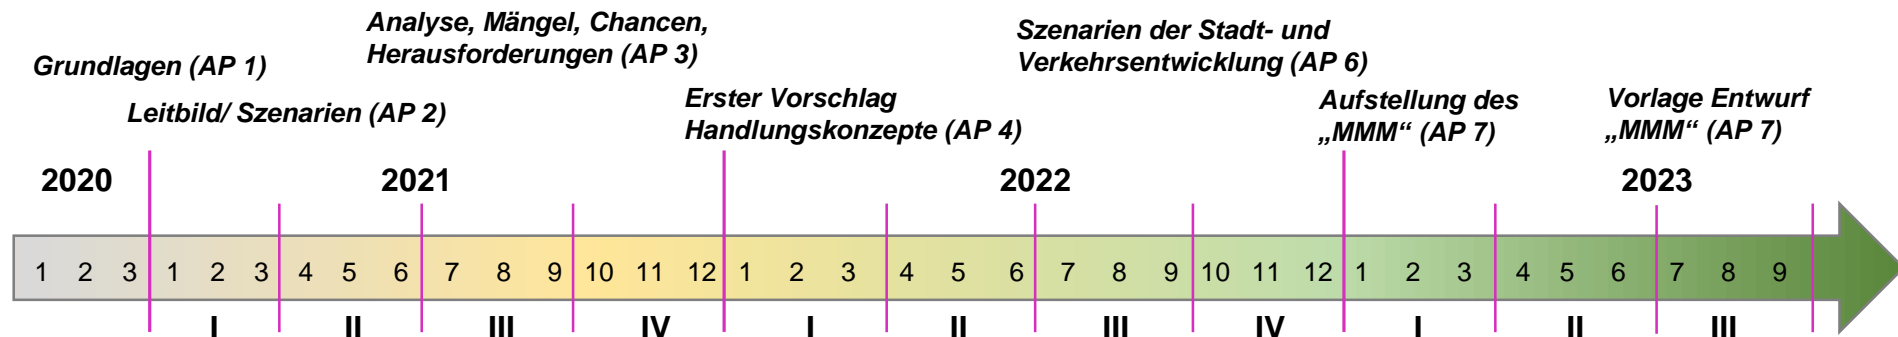 Analyse, Mängel, Chancen,
Herausforderungen (AP 3)
Szenarien der Stadt- und
Verkehrsentwicklung (AP 6)
Grundlagen (AP 1)
Leitbild/ Szenarien (AP 2)
Erster Vorschlag
Handlungskonzepte (AP 4)
Aufstellung des
„MMM“ (AP 7)
Vorlage Entwurf
„MMM“ (AP 7)
2020 2021 2022 2023
1 2 3 1 2 3 4 5 6 7 8 9 10 11 12 1 2 3 4 5 6 7 8 9 10 11 12 1 2 3 4 5 6 7 8 9
I II III IV I II III IV I II III